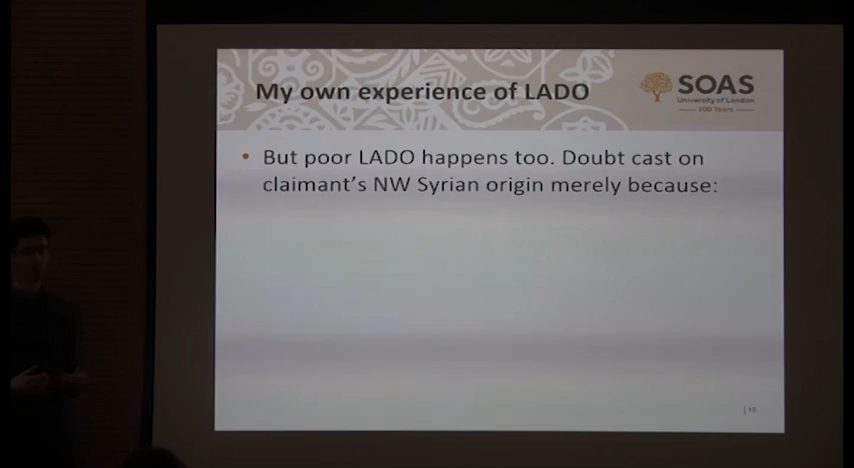 My own experience of LADO
SOAS
University of London
100 Years
• But poor LADO happens too. Doubt cast on
claimant's NW Syrian origin merely because: